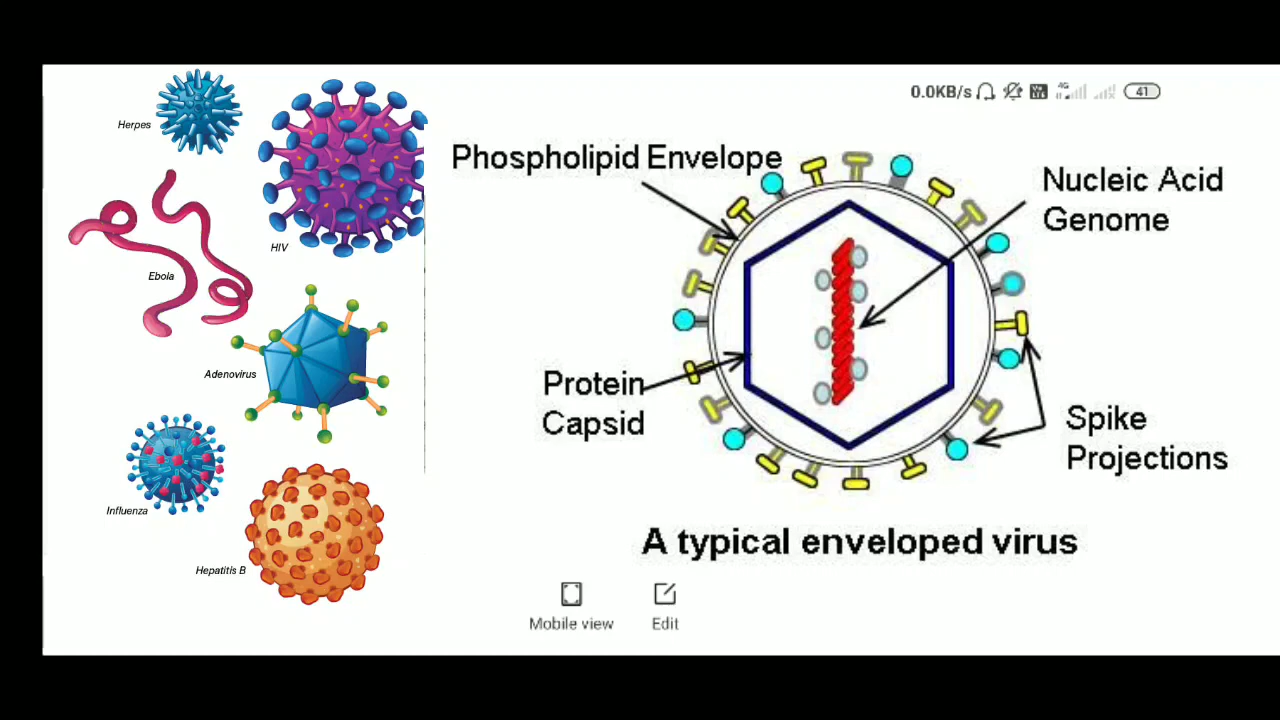 Herpes
HIV
Ebola
Adenovirus
Influenza
Hepatitis B
0.0KB/s 4G 41
Phospholipid Envelope
Nucleic Acid
Genome
Protein
Capsid
Spike
Projections
A typical enveloped virus
Mobile view Edit